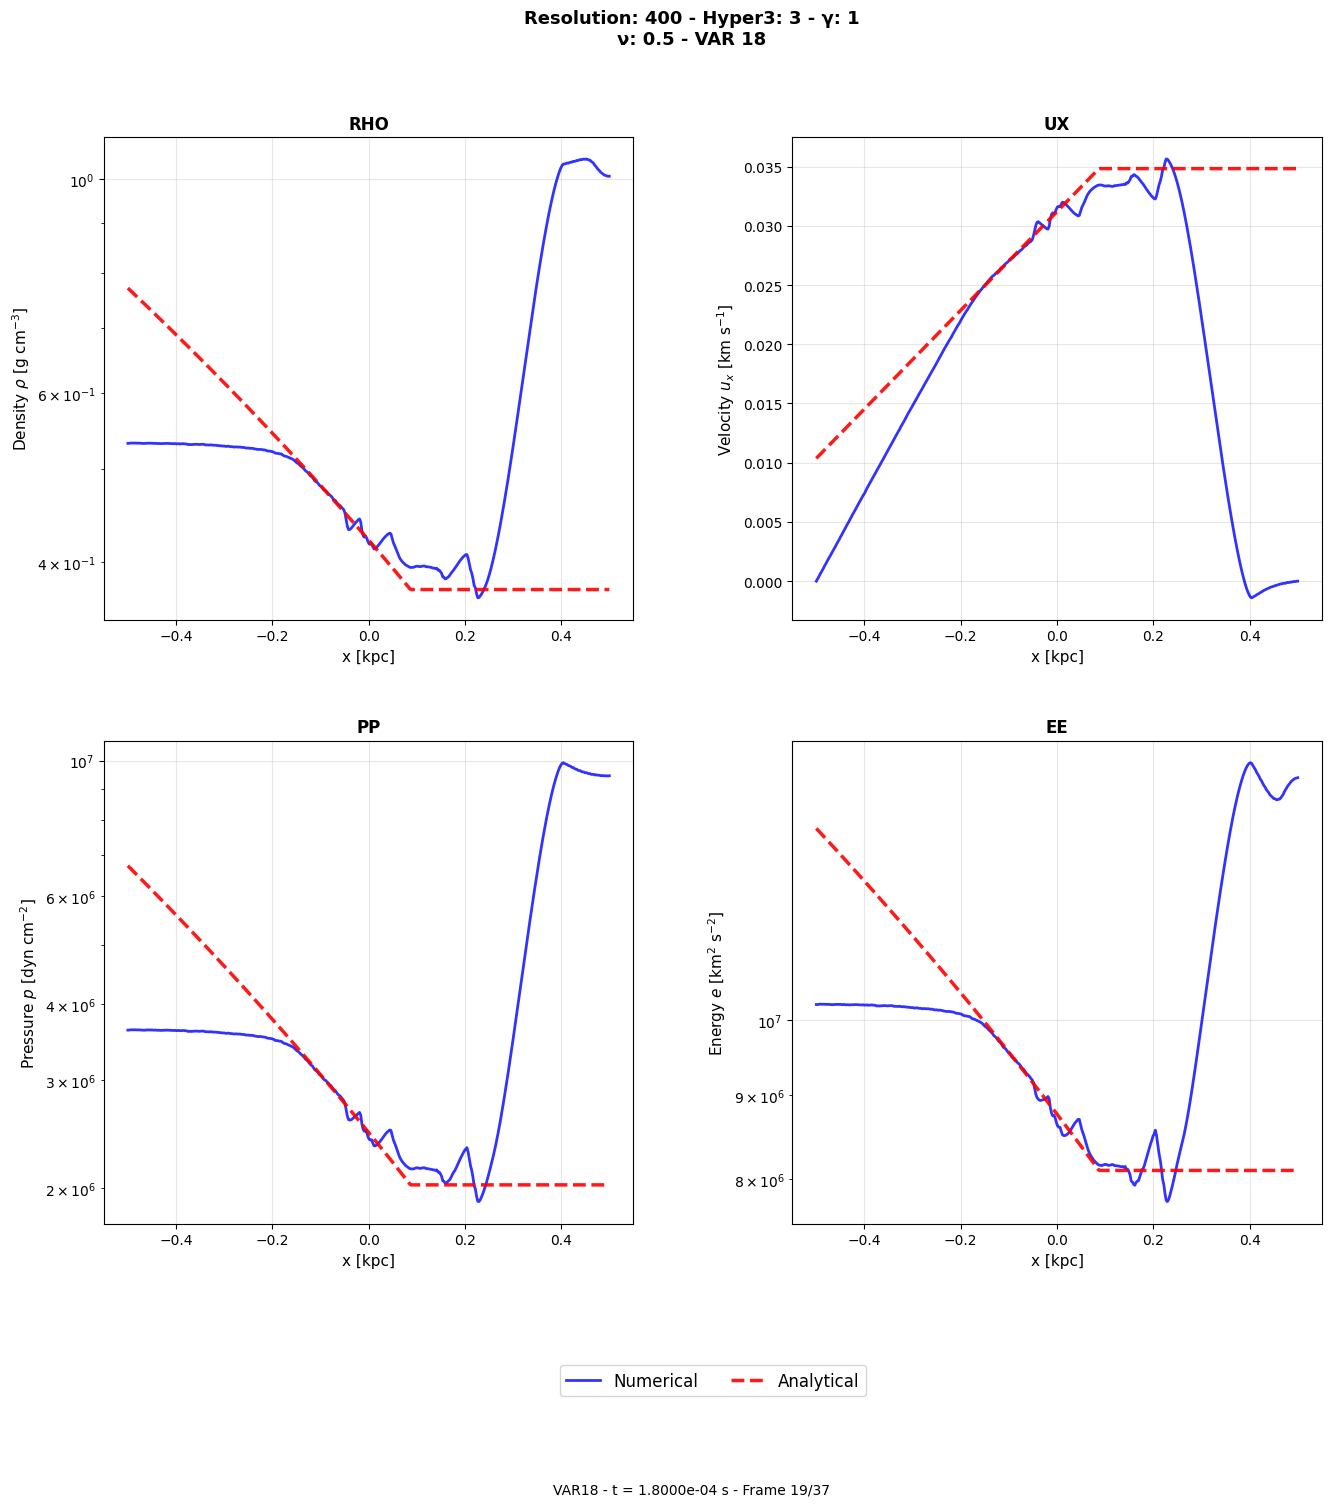 Resolution: 400 - Hyper3: 3 - γ: 1
ν: 0.5 - VAR 18
RHO
Density ρ [g cm⁻³]
10⁰
6 × 10⁻¹
4 × 10⁻¹
−0.4 −0.2 0.0 0.2 0.4
x [kpc]
UX
Velocity uₓ [km s⁻¹]
0.035
0.030
0.025
0.020
0.015
0.010
0.005
0.000
−0.4 −0.2 0.0 0.2 0.4
x [kpc]
PP
Pressure p [dyn cm⁻²]
10⁷
6 × 10⁶
4 × 10⁶
3 × 10⁶
2 × 10⁶
−0.4 −0.2 0.0 0.2 0.4
x [kpc]
EE
Energy e [km² s⁻²]
10⁷
9 × 10⁶
8 × 10⁶
−0.4 −0.2 0.0 0.2 0.4
x [kpc]
Numerical Analytical
VAR18 - t = 1.8000e-04 s - Frame 19/37